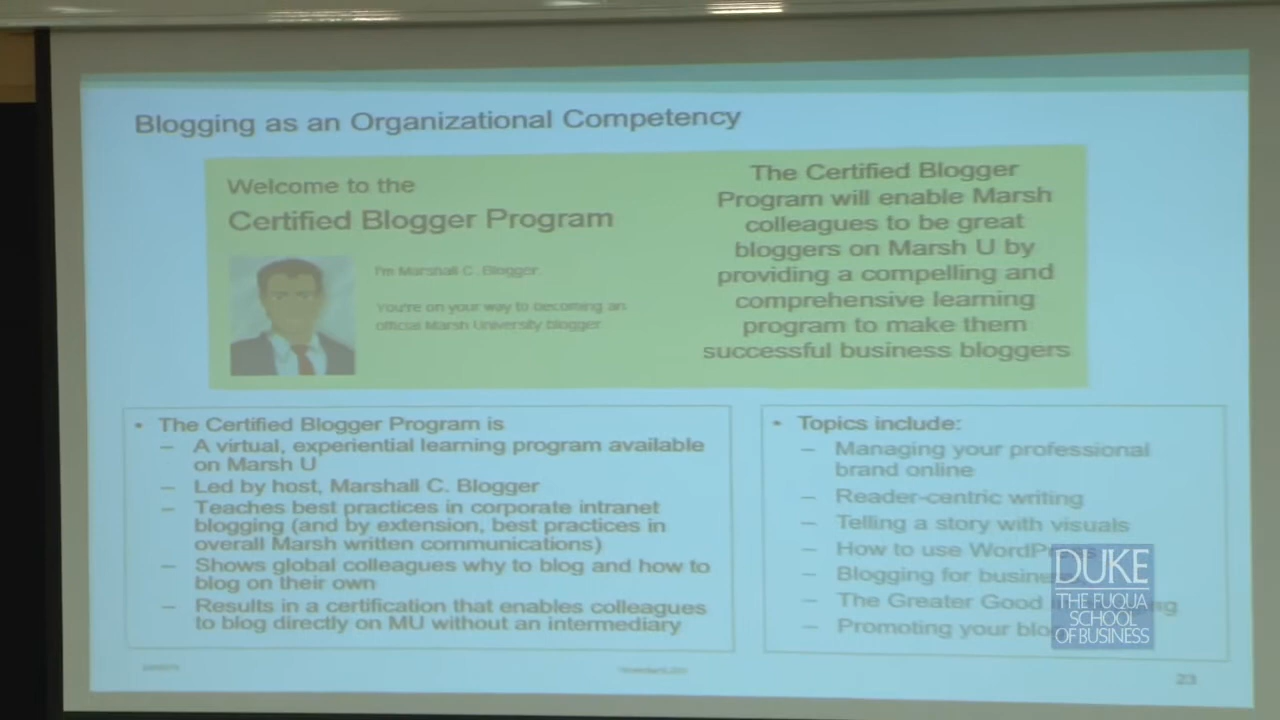 Blogging as an Organizational Competency
Welcome to the
Certified Blogger Program
I'm Marshall C. Blogger.
You're on your way to becoming an
official Marsh University blogger.
The Certified Blogger
Program will enable Marsh
colleagues to be great
bloggers on Marsh U by
providing a compelling and
comprehensive learning
program to make them
successful business bloggers
• The Certified Blogger Program is
– A virtual, experiential learning program available
on Marsh U
– Led by host, Marshall C. Blogger
– Teaches best practices in corporate intranet
blogging (and by extension, best practices in
overall Marsh written communications)
– Shows global colleagues why to blog and how to
blog on their own
– Results in a certification that enables colleagues
to blog directly on MU without an intermediary
• Topics include:
– Managing your professional
brand online
– Reader-centric writing
– Telling a story with visuals
– How to use
– Blogging for
– The Greater Good
– Promoting your
DUKE
THE FUQUA
SCHOOL
OF BUSINESS
23